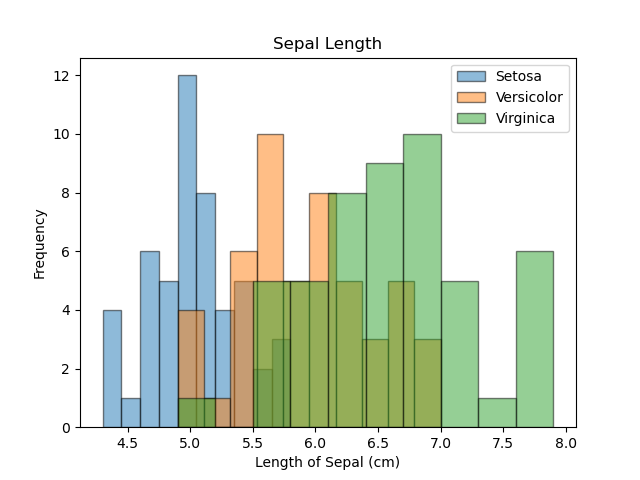 Sepal Length
Setosa
Versicolor
Virginica
Frequency
12
10
8
6
4
2
0
4.5 5.0 5.5 6.0 6.5 7.0 7.5 8.0
Length of Sepal (cm)